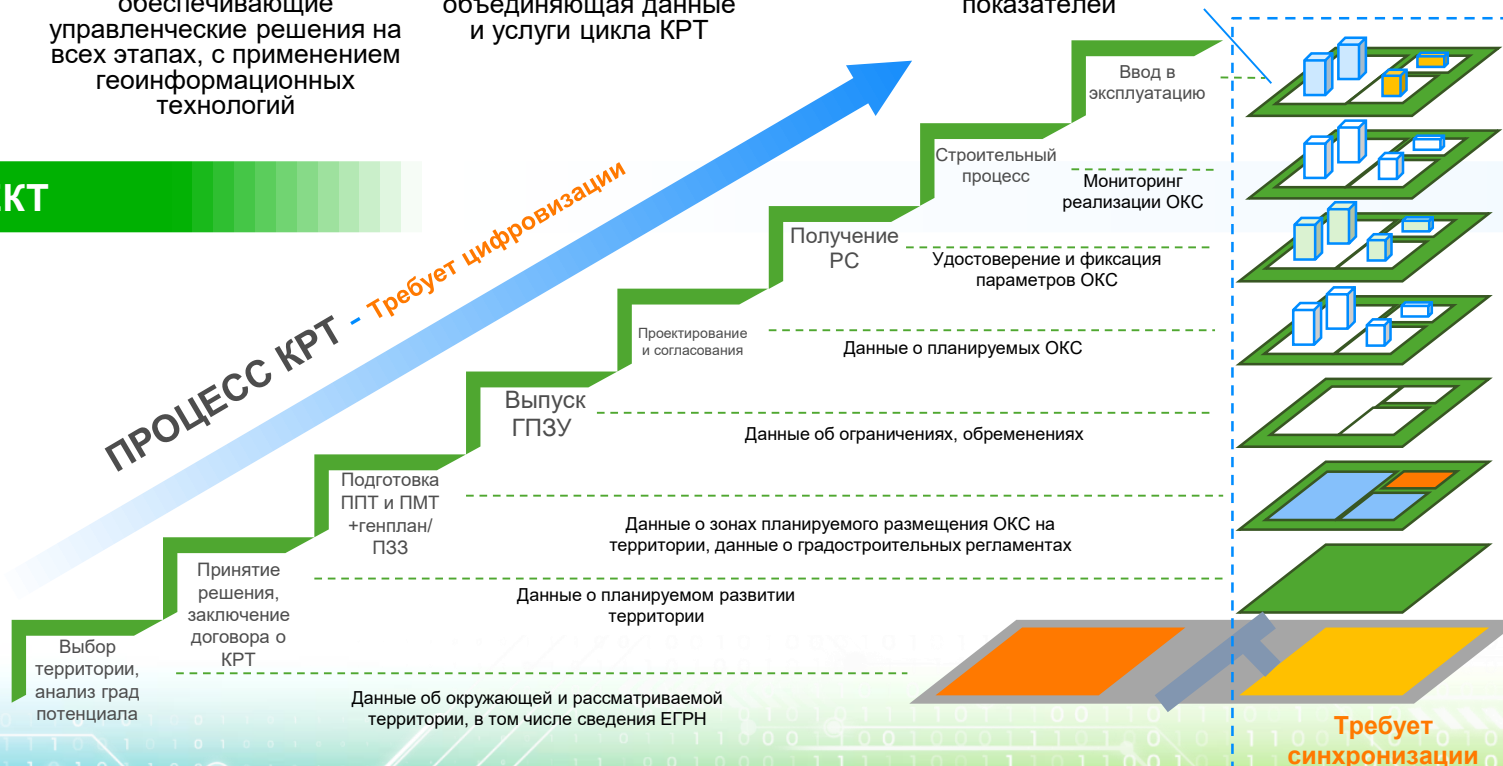 обеспечивающие
управленческие решения на
всех этапах, с применением
геоинформационных
технологий
объединяющая данные
и услуги цикла КРТ
показателей
ЕКТ
ПРОЦЕСС КРТ - Требует цифровизации
Ввод в
эксплуатацию
Строительный
процесс
Мониторинг
реализации ОКС
Получение
РС
Удостоверение и фиксация
параметров ОКС
Проектирование
и согласования
Данные о планируемых ОКС
Выпуск
ГПЗУ
Данные об ограничениях, обременениях
Подготовка
ППТ и ПМТ
+генплан/
ПЗЗ
Данные о зонах планируемого размещения ОКС на
территории, данные о градостроительных регламентах
Принятие
решения,
заключение
договора о
КРТ
Данные о планируемом развитии
территории
Выбор
территории,
анализ град
потенциала
Данные об окружающей и рассматриваемой
территории, в том числе сведения ЕГРН
Требует
синхронизации